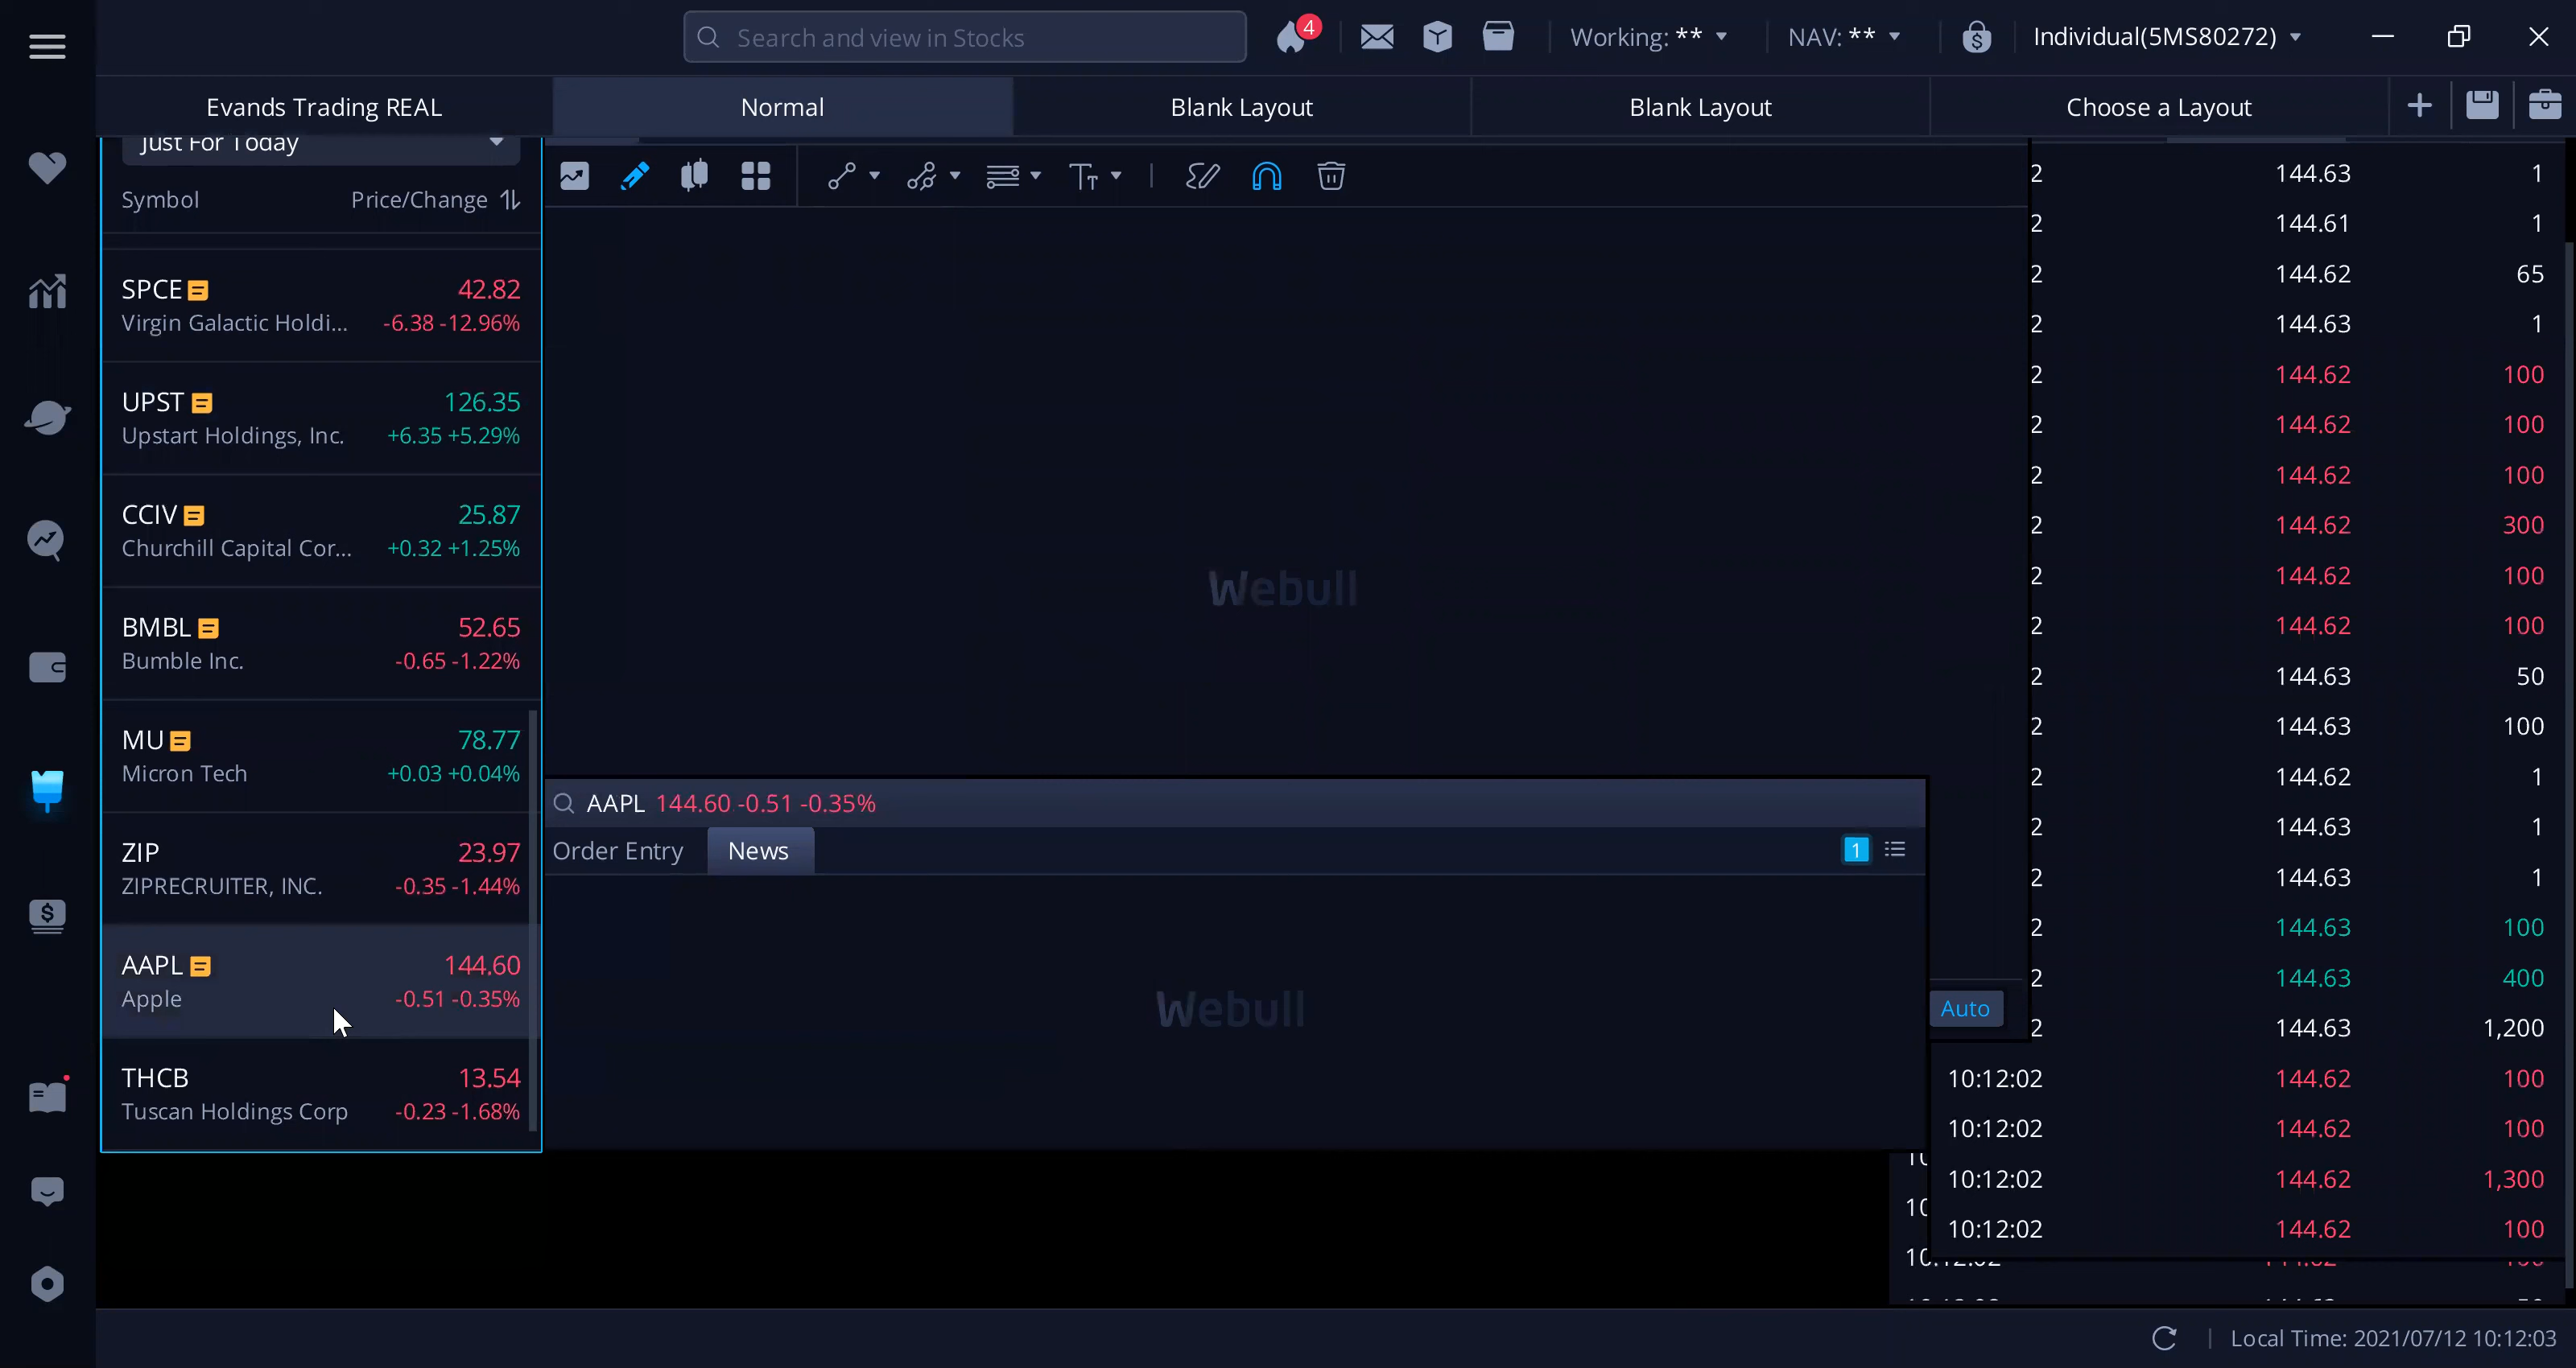 Search and view in Stocks
4
Working: **
NAV: **
Individual(5MS80272)
Evands Trading REAL
Normal
Blank Layout
Blank Layout
Choose a Layout
Just For Today
Symbol Price/Change
SPCE 42.82
Virgin Galactic Holdi... -6.38 -12.96%
UPST 126.35
Upstart Holdings, Inc. +6.35 +5.29%
CCIV 25.87
Churchill Capital Cor... +0.32 +1.25%
BMBL 52.65
Bumble Inc. -0.65 -1.22%
MU 78.77
Micron Tech +0.03 +0.04%
ZIP 23.97
ZIPRECRUITER, INC. -0.35 -1.44%
AAPL 144.60
Apple -0.51 -0.35%
THCB 13.54
Tuscan Holdings Corp -0.23 -1.68%
Tт
Webull
AAPL 144.60 -0.51 -0.35%
Order Entry
News
1
Webull
Auto
2 144.63 1
2 144.61 1
2 144.62 65
2 144.63 1
2 144.62 100
2 144.62 100
2 144.62 100
2 144.62 300
2 144.62 100
2 144.62 100
2 144.63 50
2 144.63 100
2 144.62 1
2 144.63 1
2 144.63 1
2 144.63 100
2 144.63 400
2 144.63 1,200
10:12:02 144.62 100
10:12:02 144.62 100
10:12:02 144.62 1,300
10:12:02 144.62 100
10
10
Local Time: 2021/07/12 10:12:03